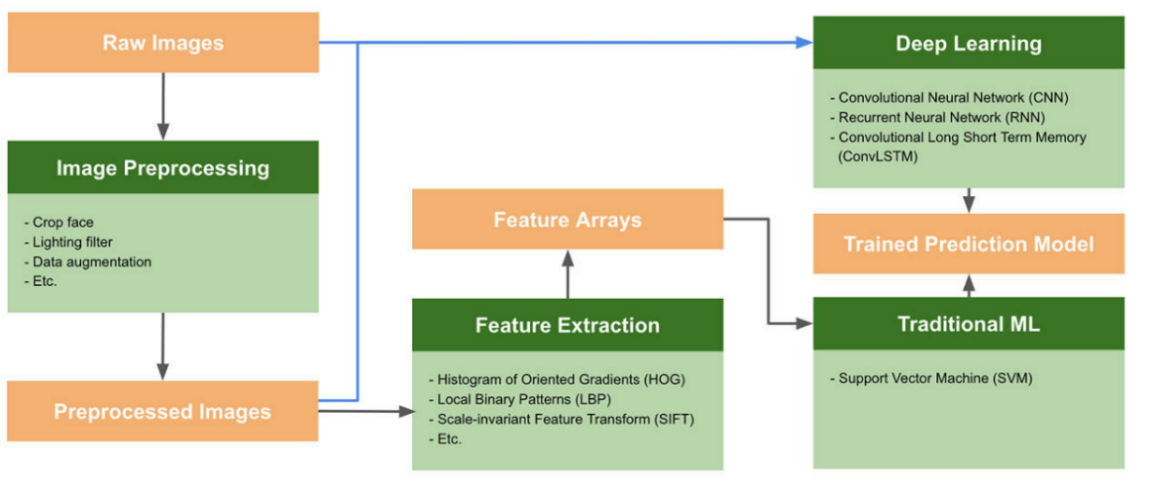 Raw Images
Image Preprocessing
- Crop face
- Lighting filter
- Data augmentation
- Etc.
Preprocessed Images
Feature Arrays
Feature Extraction
- Histogram of Oriented Gradients (HOG)
- Local Binary Patterns (LBP)
- Scale-invariant Feature Transform (SIFT)
- Etc.
Deep Learning
- Convolutional Neural Network (CNN)
- Recurrent Neural Network (RNN)
- Convolutional Long Short Term Memory
(ConvLSTM)
Trained Prediction Model
Traditional ML
- Support Vector Machine (SVM)